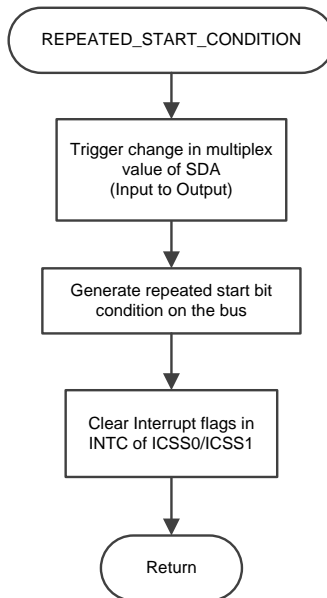 REPEATED_START_CONDITION
Trigger change in multiplex
value of SDA
(Input to Output)
Generate repeated start bit
condition on the bus
Clear Interrupt flags in
INTC of ICSS0/ICSS1
Return